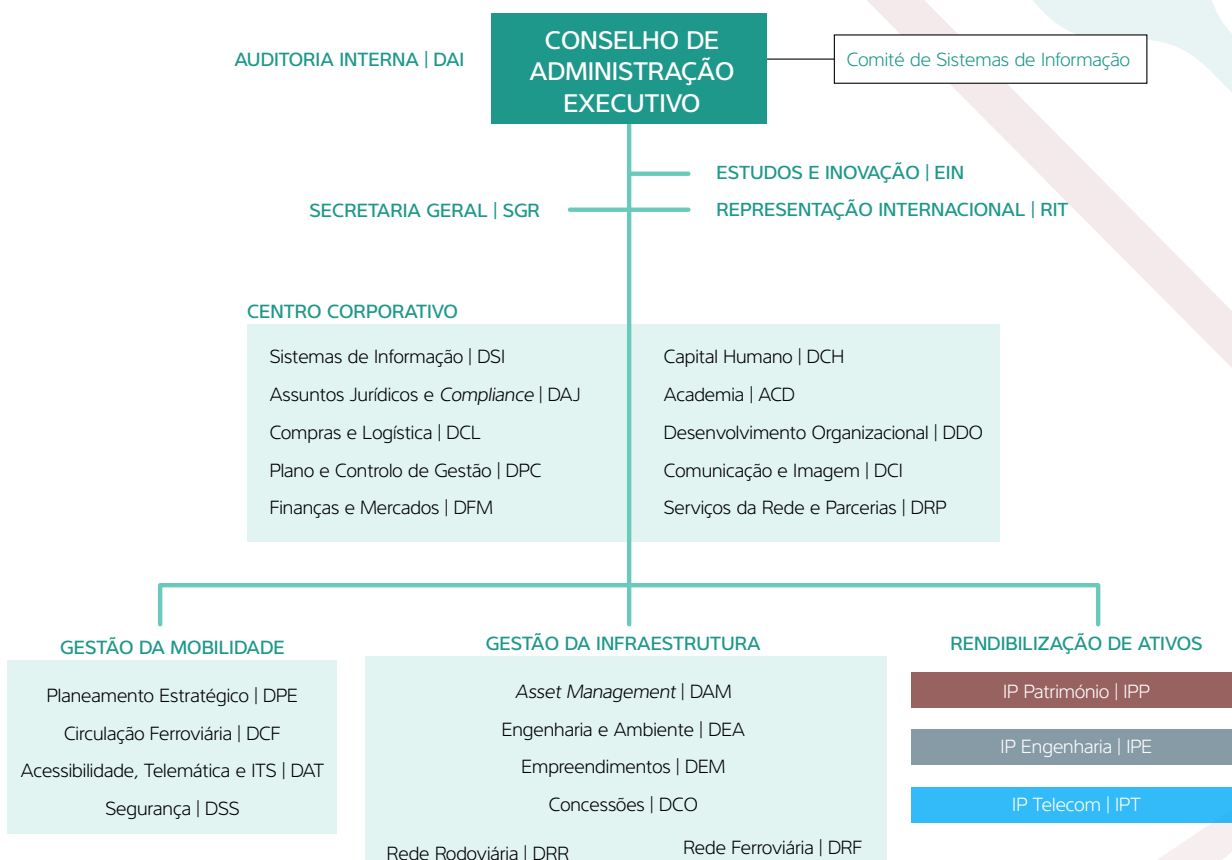 AUDITORIA INTERNA | DAI
CONSELHO DE
ADMINISTRAÇÃO
EXECUTIVO
Comité de Sistemas de Informação
ESTUDOS E INOVAÇÃO | EIN
SECRETARIA GERAL | SGR
REPRESENTAÇÃO INTERNACIONAL | RIT
CENTRO CORPORATIVO
Sistemas de Informação | DSI
Assuntos Jurídicos e Compliance | DAJ
Compras e Logística | DCL
Plano e Controlo de Gestão | DPC
Finanças e Mercados | DFM
Capital Humano | DCH
Academia | ACD
Desenvolvimento Organizacional | DDO
Comunicação e Imagem | DCI
Serviços da Rede e Parcerias | DRP
GESTÃO DA MOBILIDADE
Planeamento Estratégico | DPE
Circulação Ferroviária | DCF
Acessibilidade, Telemática e ITS | DAT
Segurança | DSS
GESTÃO DA INFRAESTRUTURA
Asset Management | DAM
Engenharia e Ambiente | DEA
Empreendimentos | DEM
Concessões | DCO
Rede Rodoviária | DRR
Rede Ferroviária | DRF
RENDIBILIZAÇÃO DE ATIVOS
IP Património | IPP
IP Engenharia | IPE
IP Telecom | IPT